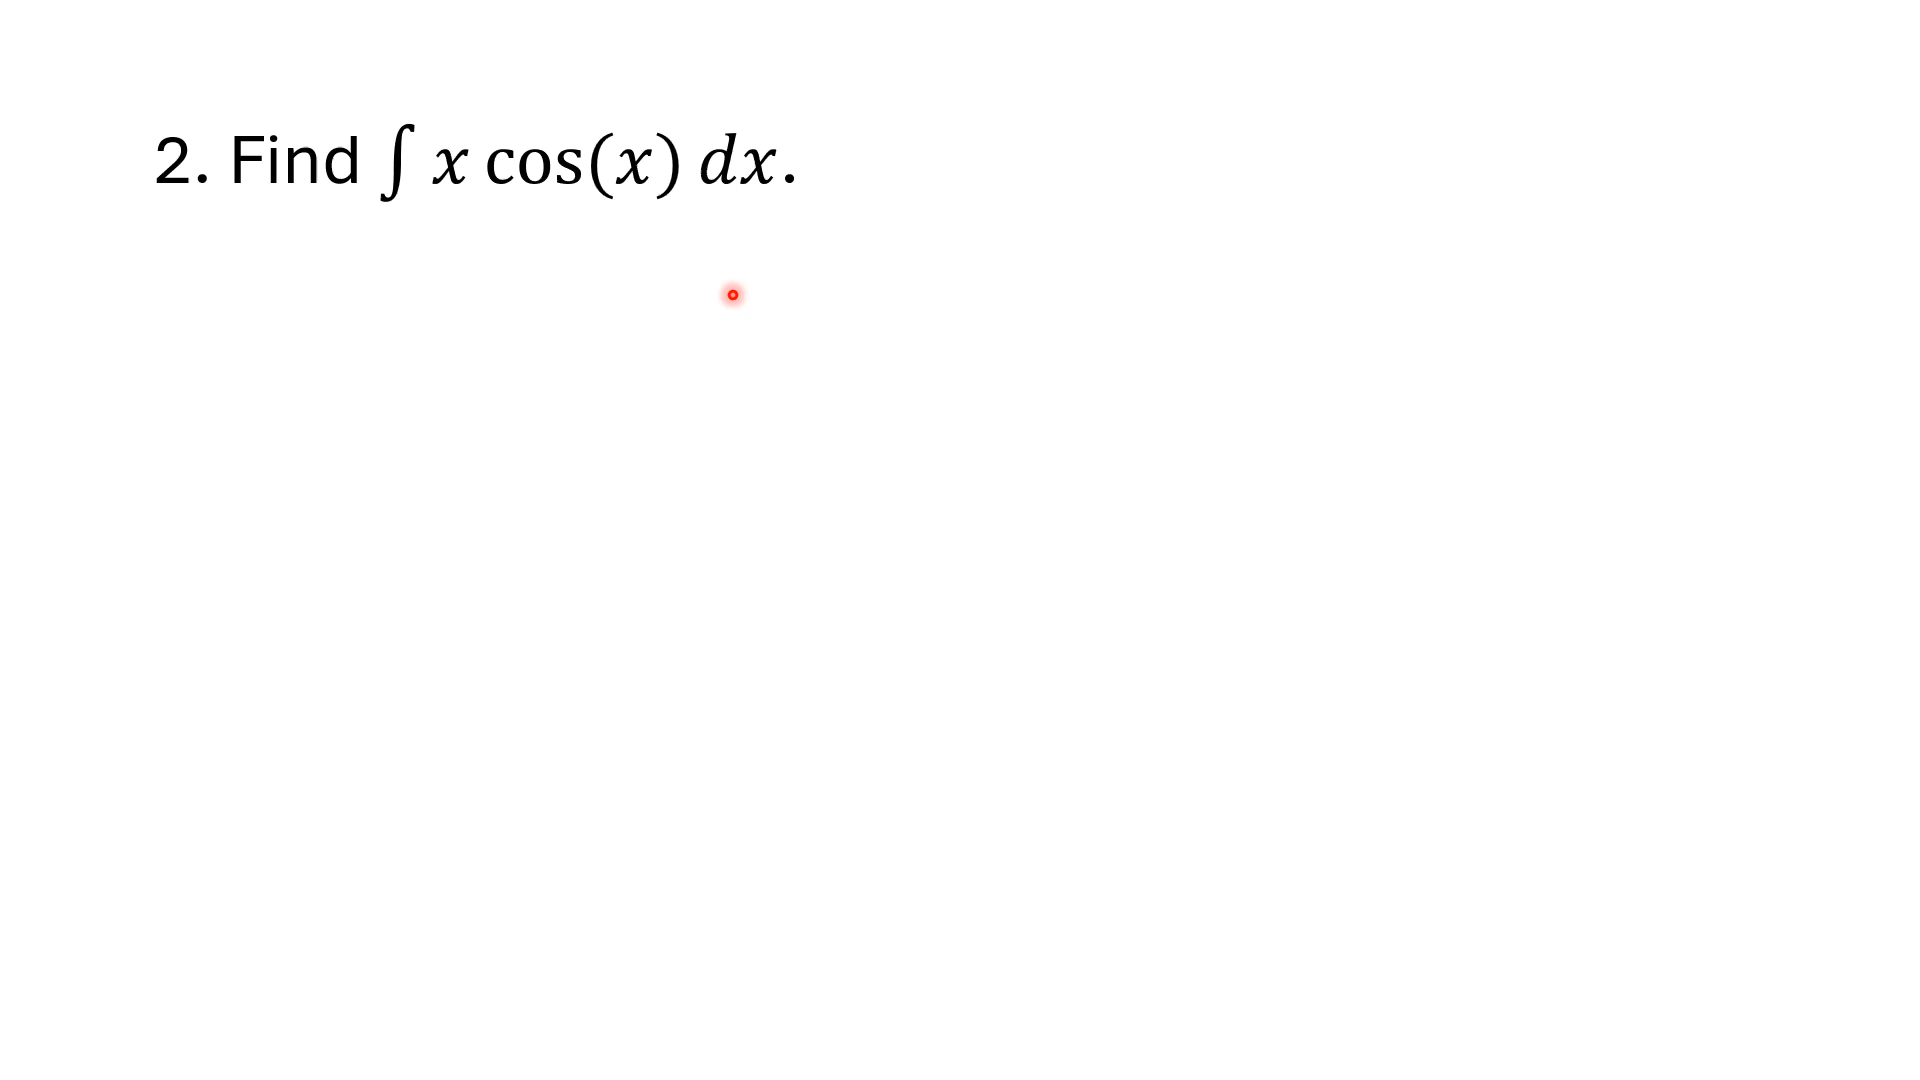 2. Find ∫ x cos(x) dx.